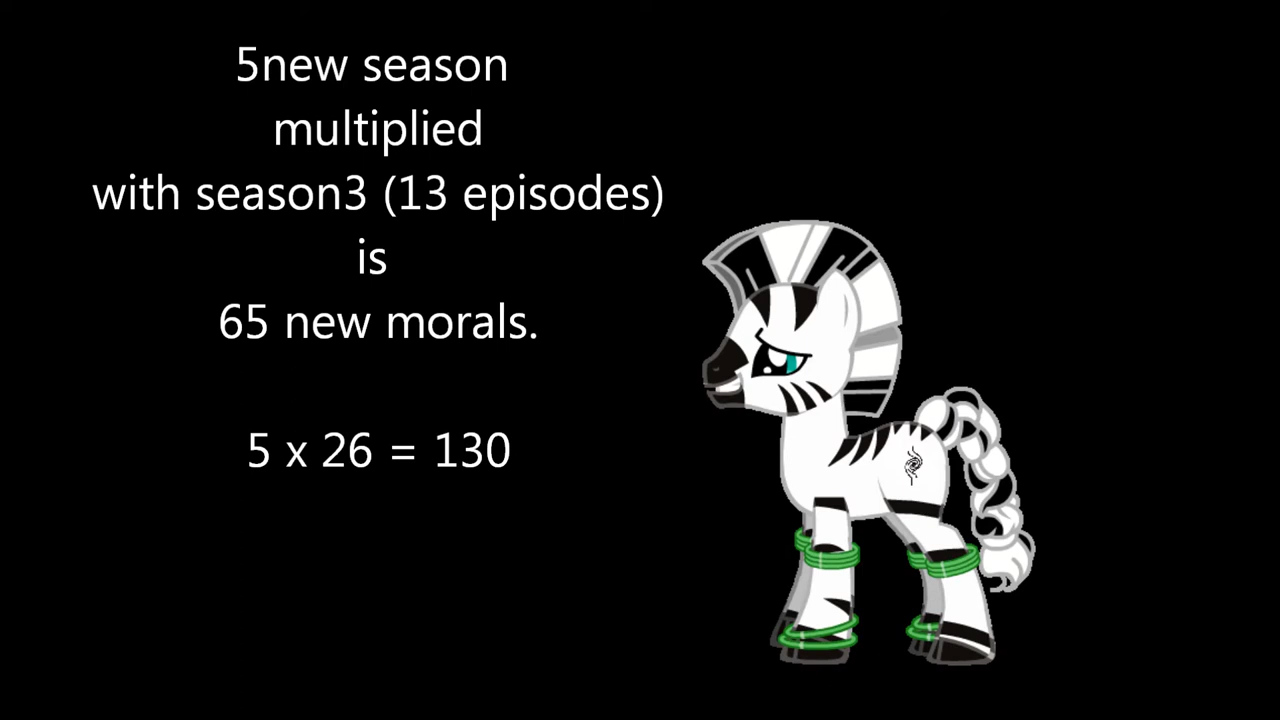 5new season
multiplied
with season3 (13 episodes)
is
65 new morals.
5 x 26 = 130